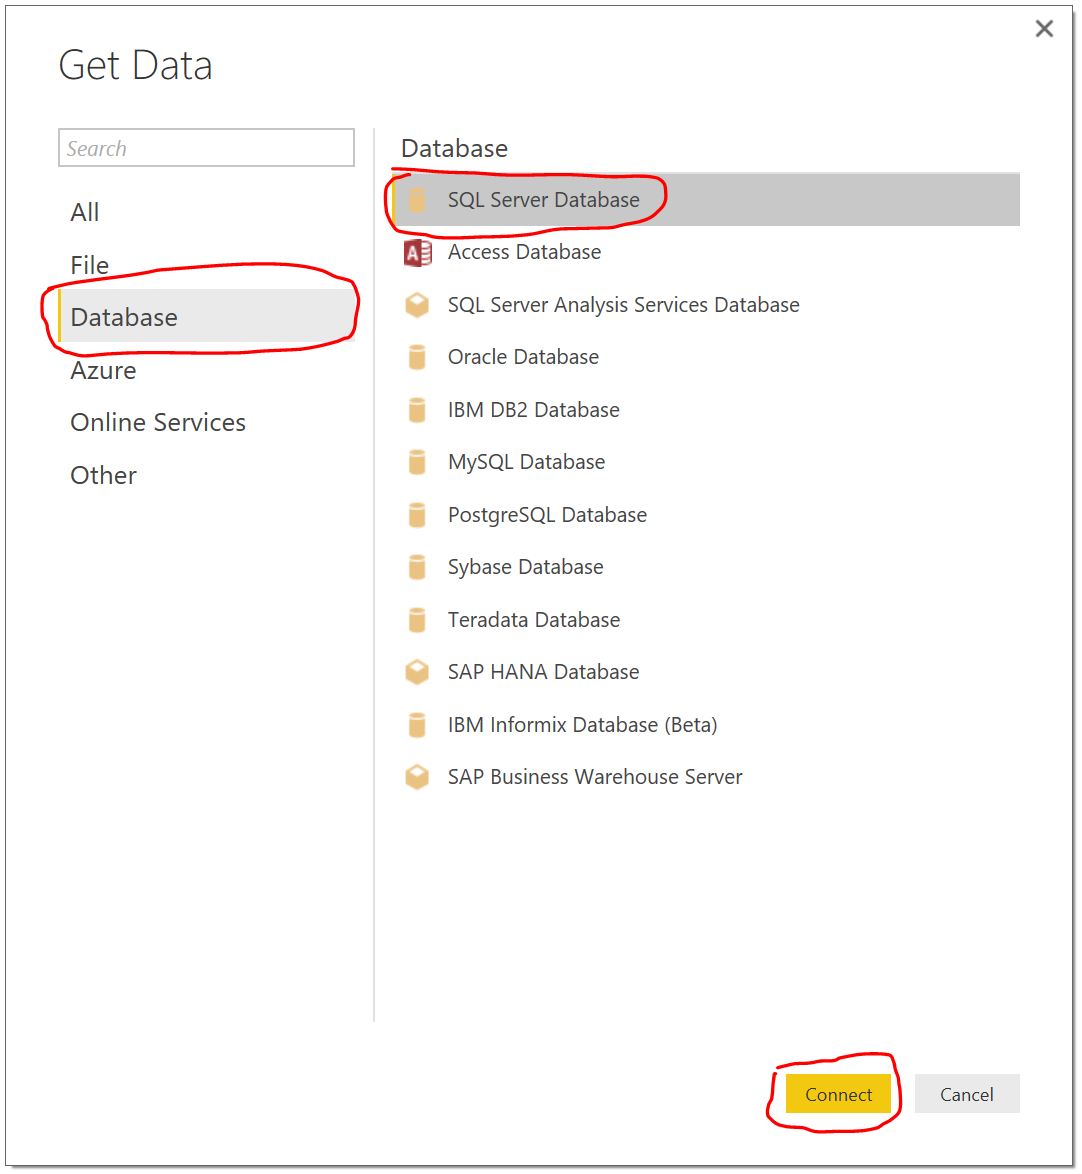 Get Data
Search
All
File
Database
Azure
Online Services
Other
Database
SQL Server Database
Access Database
SQL Server Analysis Services Database
Oracle Database
IBM DB2 Database
MySQL Database
PostgreSQL Database
Sybase Database
Teradata Database
SAP HANA Database
IBM Informix Database (Beta)
SAP Business Warehouse Server
Connect
Cancel